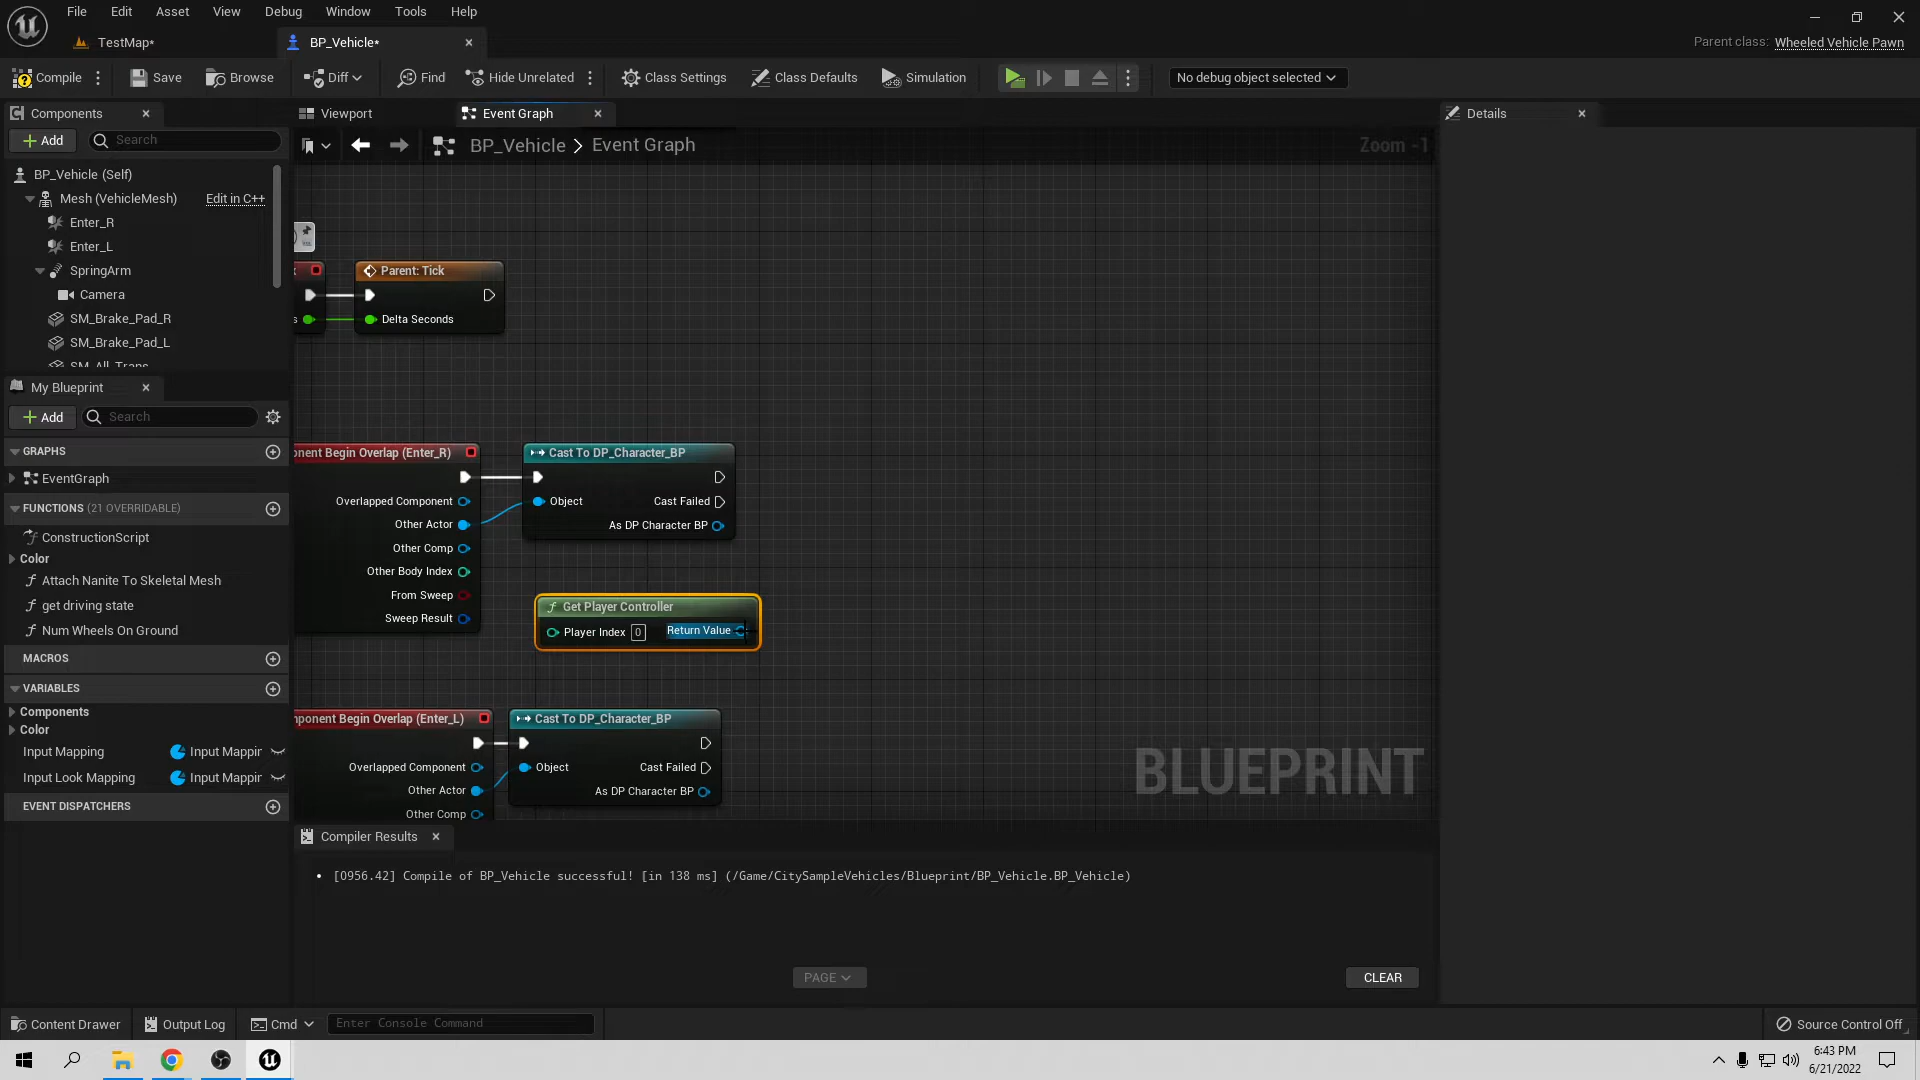 File Edit Asset View Debug Window Tools Help
TestMap*
BP_Vehicle*
Parent class: Wheeled Vehicle Pawn
Compile Save Browse Diff Find Hide Unrelated Class Settings Class Defaults Simulation No debug object selected
Components
Viewport
Event Graph
Details
Add
Search
BP_Vehicle > Event Graph
Zoom -1
BP_Vehicle (Self)
Mesh (VehicleMesh) Edit in C++
Enter_R
Enter_L
SpringArm
Camera
SM_Brake_Pad_R
SM_Brake_Pad_L
SM_All_Trans
Parent: Tick
s
Delta Seconds
My Blueprint
Add
Search
GRAPHS
EventGraph
FUNCTIONS (21 OVERRIDABLE)
ConstructionScript
Color
Attach Nanite To Skeletal Mesh
get driving state
Num Wheels On Ground
MACROS
VARIABLES
Components
Color
Input Mapping Input Mappir
Input Look Mapping Input Mappir
EVENT DISPATCHERS
onent Begin Overlap (Enter_R)
Overlapped Component
Other Actor
Other Comp
Other Body Index
From Sweep
Sweep Result
Cast To DP_Character_BP
Object Cast Failed
As DP Character BP
Get Player Controller
Player Index 0 Return Value
mponent Begin Overlap (Enter_L)
Overlapped Component
Other Actor
Other Comp
Cast To DP_Character_BP
Object Cast Failed
As DP Character BP
BLUEPRINT
Compiler Results
[0956.42] Compile of BP_Vehicle successful! [in 138 ms] (/Game/CitySampleVehicles/Blueprint/BP_Vehicle.BP_Vehicle)
PAGE
CLEAR
Content Drawer Output Log Cmd Enter Console Command Source Control Off
6:43 PM
6/21/2022